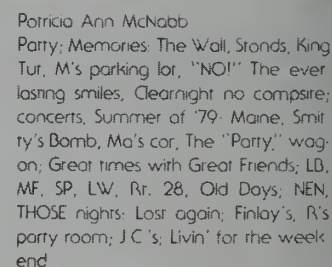 Patricia Ann McNabb
Patty; Memories: The Wall, Stands, King
Tut, M's parking lot, "NO!" The ever
lasting smiles, Clearnight no campsite;
concerts, Summer of '79- Maine, Smit
ty's Bomb, Ma's car, The "Party," wag-
on; Great times with Great Friends; LB,
MF, SP, LW, Rt. 28, Old Days; NEN,
THOSE nights: Lost again; Finlay's, R's
party room; J C 's; Livin' for the week
end